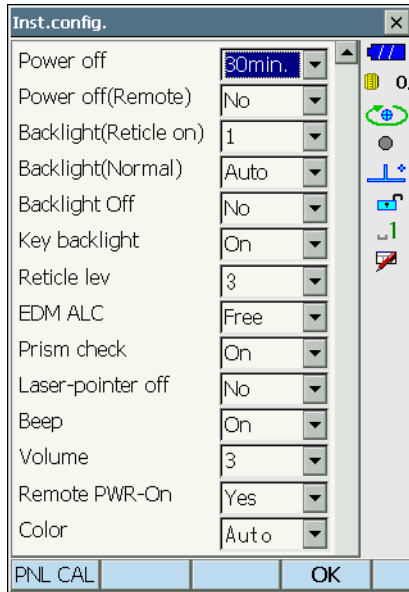 Inst.config.
Power off 30min.
Power off(Remote) No
Backlight(Reticle on) 1
Backlight(Normal) Auto
Backlight Off No
Key backlight On
Reticle lev 3
EDM ALC Free
Prism check On
Laser-pointer off No
Beep On
Volume 3
Remote PWR-On Yes
Color Auto
0.
1
PNL CAL OK